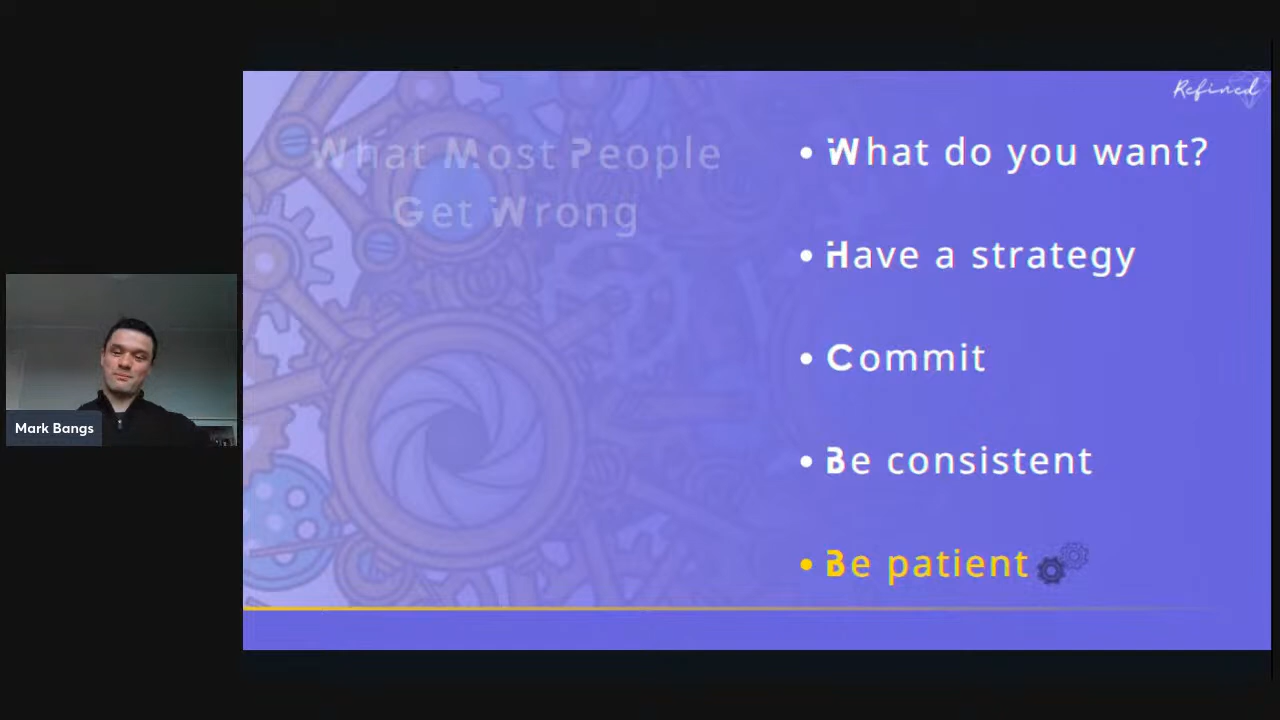 Refined
What Most People
Get Wrong
• What do you want?
• Have a strategy
• Commit
• Be consistent
• Be patient
Mark Bangs